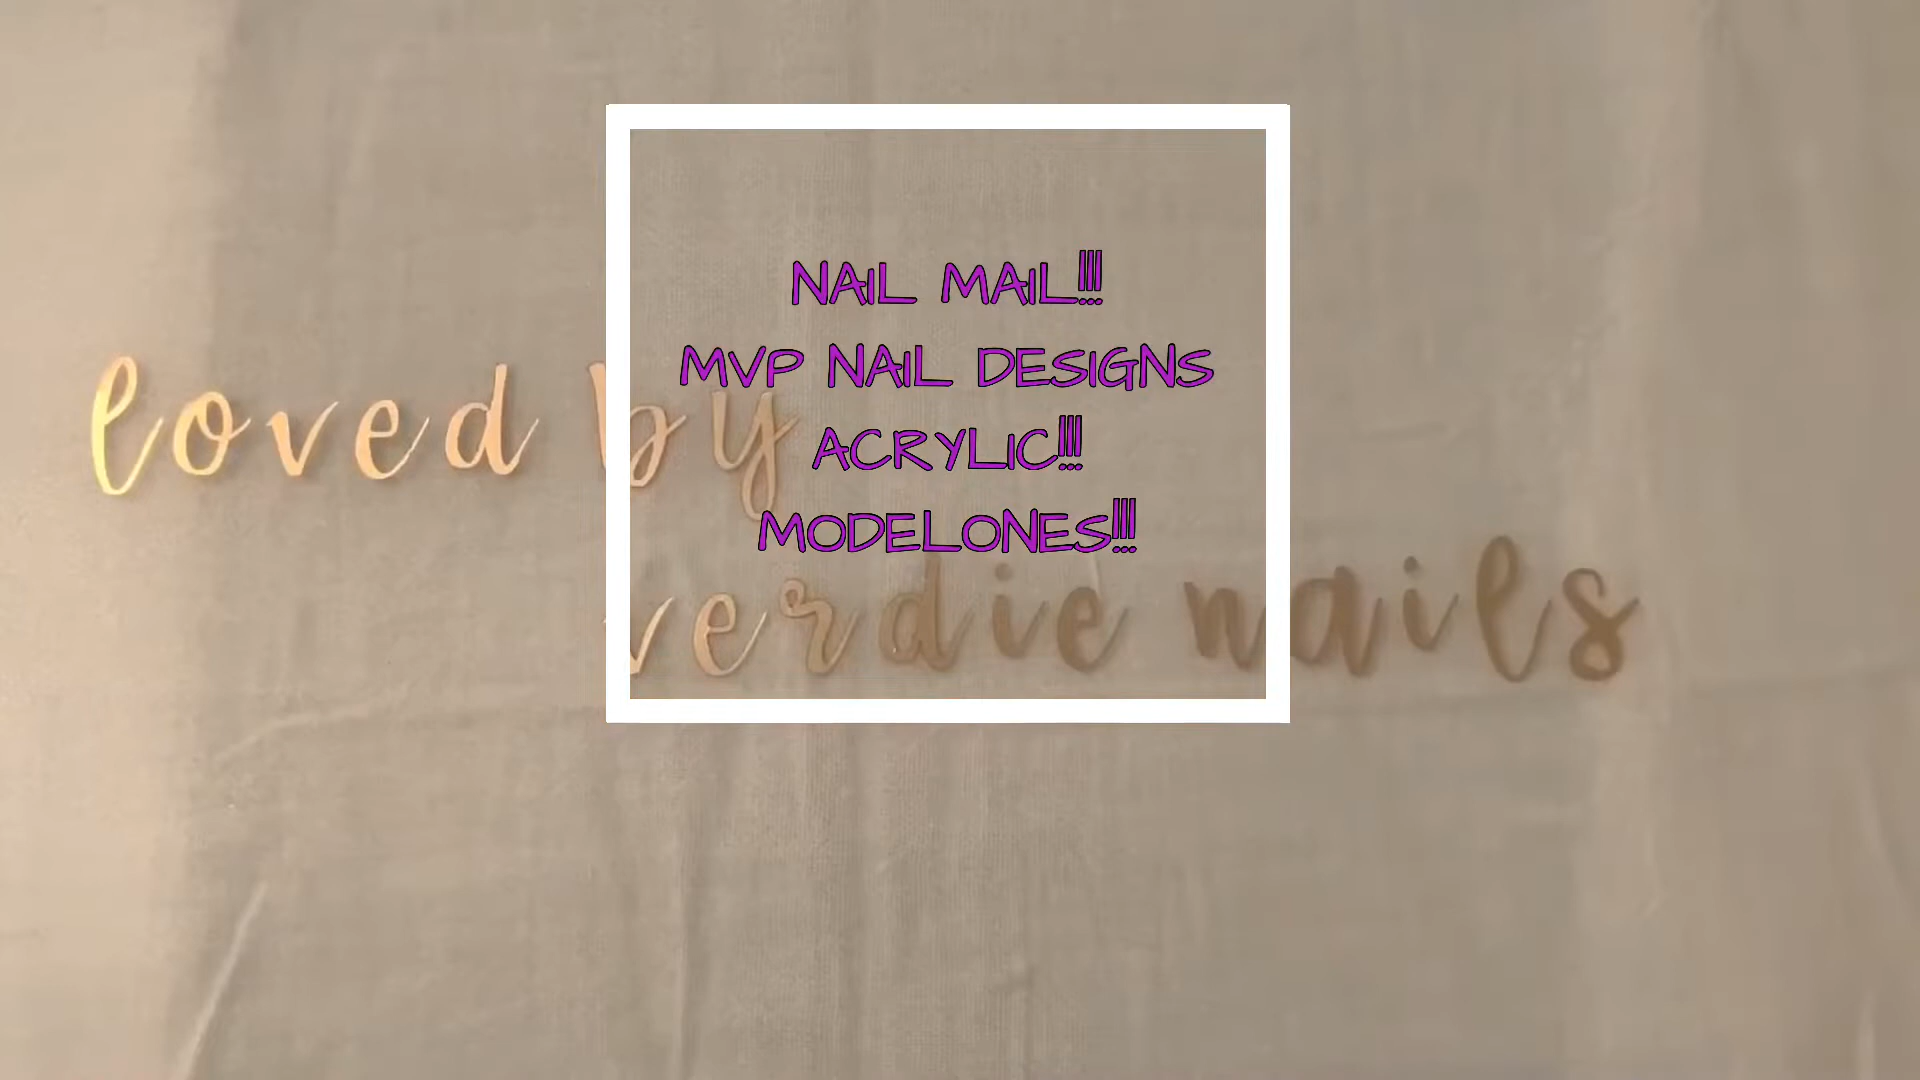 NAIL MAIL!!!
MVP NAIL DESIGNS
ACRYLIC!!!
MODELONES!!!
loved by
verdie nails